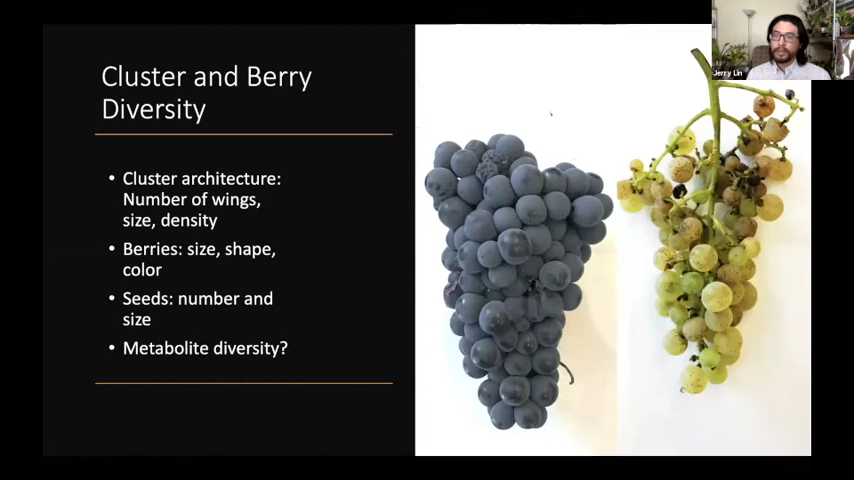 Cluster and Berry
Diversity
• Cluster architecture:
Number of wings,
size, density
• Berries: size, shape,
color
• Seeds: number and
size
• Metabolite diversity?
Jerry Lin